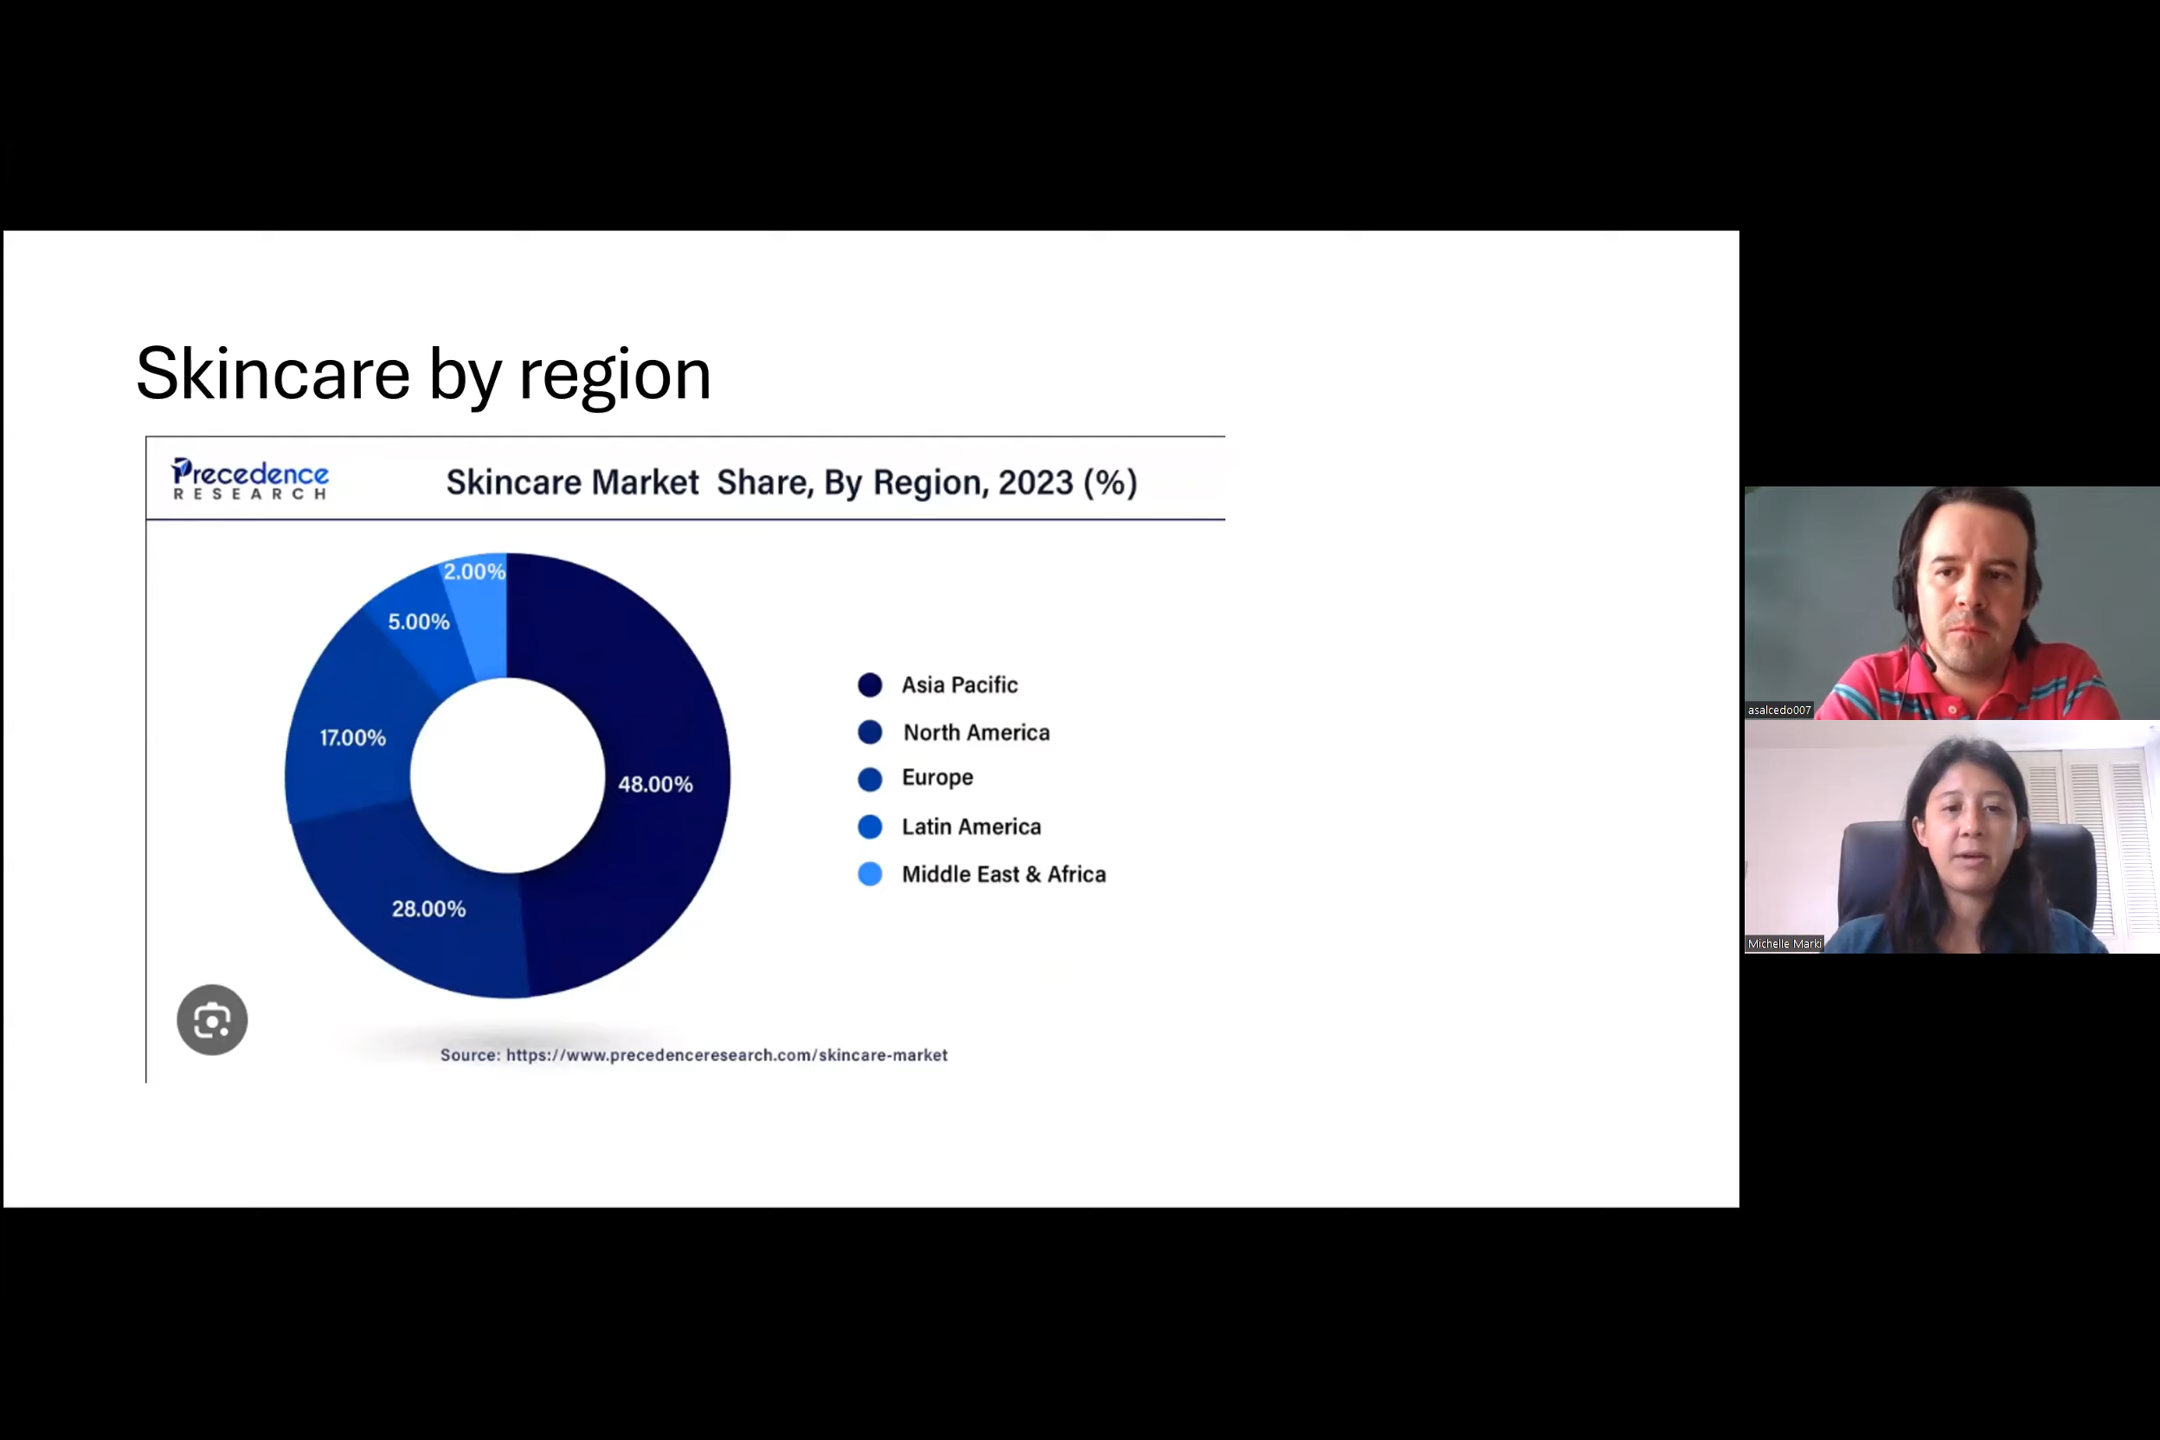 Skincare by region
Precedence
RESEARCH
Skincare Market Share, By Region, 2023 (%)
2.00%
5.00%
17.00%
48.00%
28.00%
Asia Pacific
North America
Europe
Latin America
Middle East & Africa
Source: https://www.precedenceresearch.com/skincare-market
asalcedo007
Michelle Marki